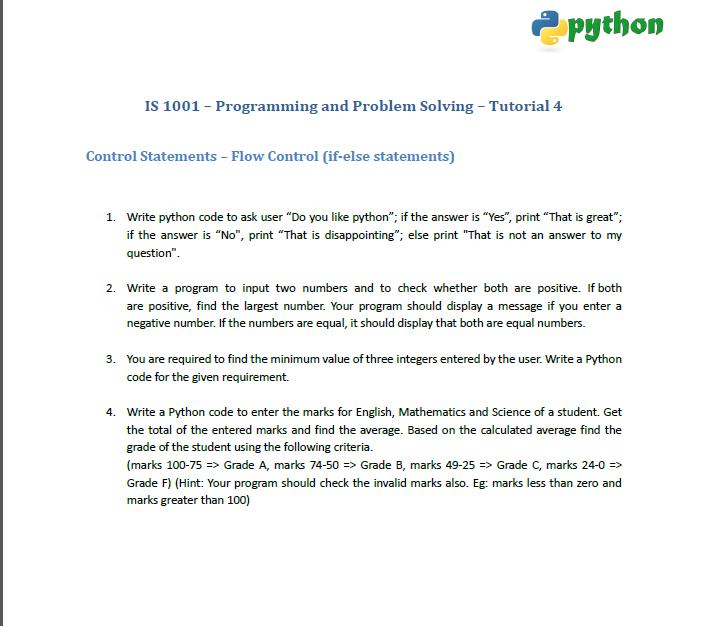 python
IS 1001 – Programming and Problem Solving – Tutorial 4
Control Statements – Flow Control (if-else statements)
1. Write python code to ask user “Do you like python”; if the answer is “Yes”, print “That is great”;
if the answer is “No", print “That is disappointing”; else print "That is not an answer to my
question".
2. Write a program to input two numbers and to check whether both are positive. If both
are positive, find the largest number. Your program should display a message if you enter a
negative number. If the numbers are equal, it should display that both are equal numbers.
3. You are required to find the minimum value of three integers entered by the user. Write a Python
code for the given requirement.
4. Write a Python code to enter the marks for English, Mathematics and Science of a student. Get
the total of the entered marks and find the average. Based on the calculated average find the
grade of the student using the following criteria.
(marks 100-75 => Grade A, marks 74-50 => Grade B, marks 49-25 => Grade C, marks 24-0 =>
Grade F) (Hint: Your program should check the invalid marks also. Eg: marks less than zero and
marks greater than 100)